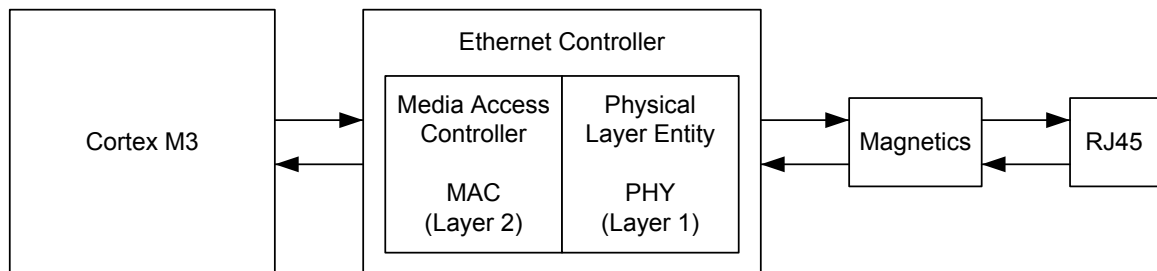 Cortex M3
Ethernet Controller
Media Access
Controller
MAC
(Layer 2)
Physical
Layer Entity
PHY
(Layer 1)
Magnetics
RJ45